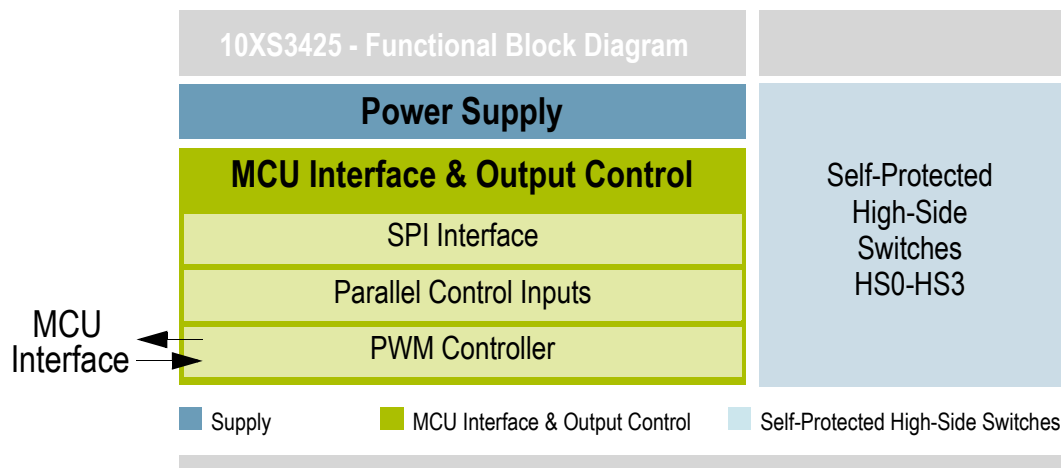 10XS3425 - Functional Block Diagram
Power Supply
MCU Interface & Output Control
SPI Interface
Parallel Control Inputs
PWM Controller
MCU
Interface
Self-Protected
High-Side
Switches
HS0-HS3
Supply
MCU Interface & Output Control
Self-Protected High-Side Switches